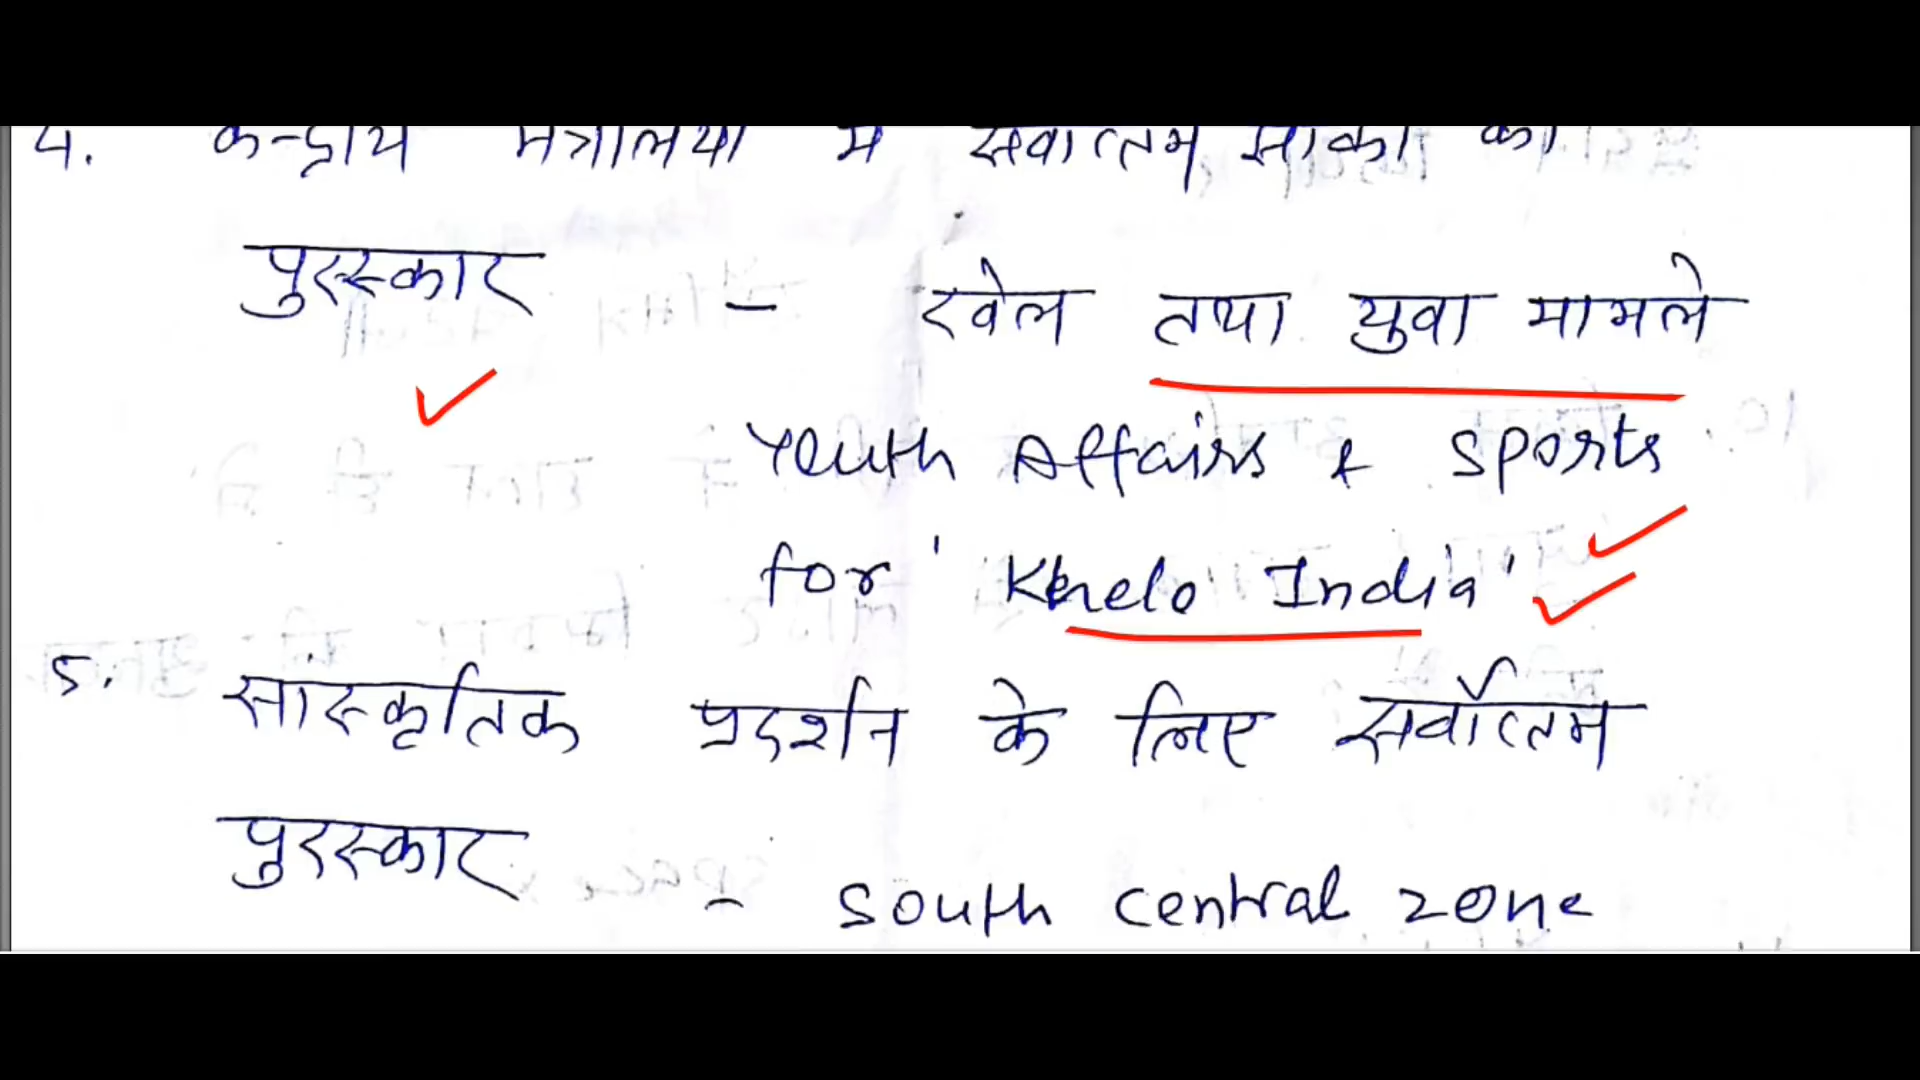 4. केन्द्रीय मंत्रालयों में सर्वोत्तम झांकी का
पुरस्कार - खेल तथा युवा मामले
Youth Affairs & Sports
for 'Khelo India'
5. सांस्कृतिक प्रदर्शन के लिए सर्वोत्तम
पुरस्कार - South Central Zone